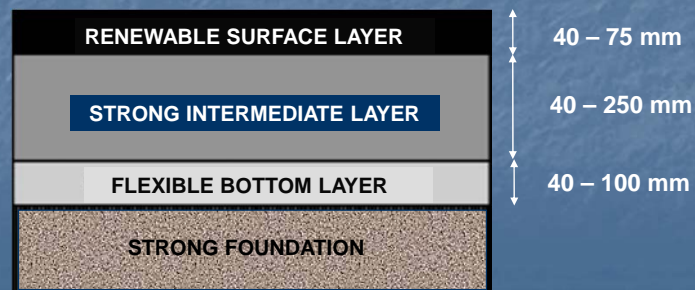 RENEWABLE SURFACE LAYER
40 – 75 mm
STRONG INTERMEDIATE LAYER
40 – 250 mm
FLEXIBLE BOTTOM LAYER
40 – 100 mm
STRONG FOUNDATION